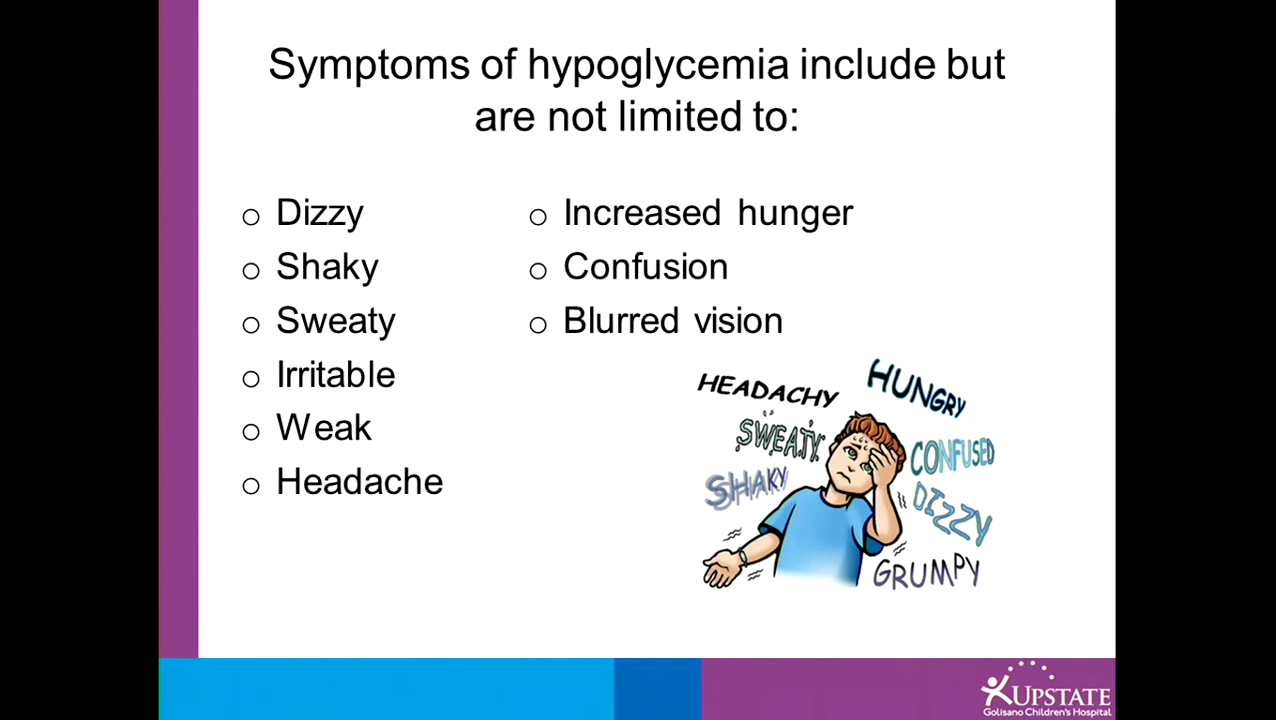 Symptoms of hypoglycemia include but
are not limited to:
Dizzy
Shaky
Sweaty
Irritable
Weak
Headache
Increased hunger
Confusion
Blurred vision
HEADACHY
HUNGRY
SWEATY
CONFUSED
SHAKY
DIZZY
GRUMPY
UPSTATE
Golisano Children's Hospital